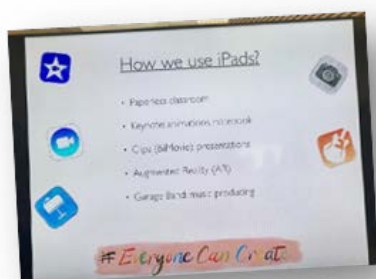 How we use iPads?
• Paperless classroom
• Keynote animations notebook
• Clips (&iMovie) presentations
• Augmented Reality (AR)
• Garage Band music producing
# Everyone Can Create